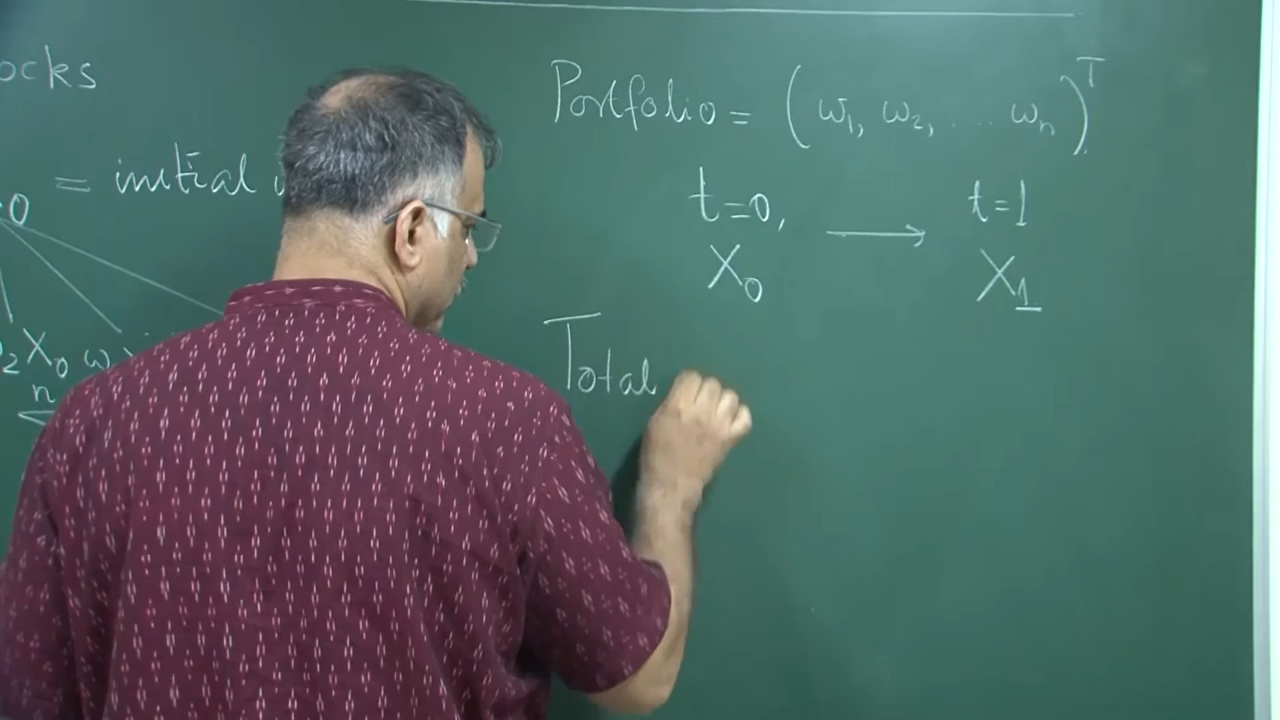 ocks
= initial
0
2 X₀ ω
n
Portfolio = (ω₁, ω₂, ... ωₙ)ᵀ
t=0, → t=1
X₀ X₁
Total